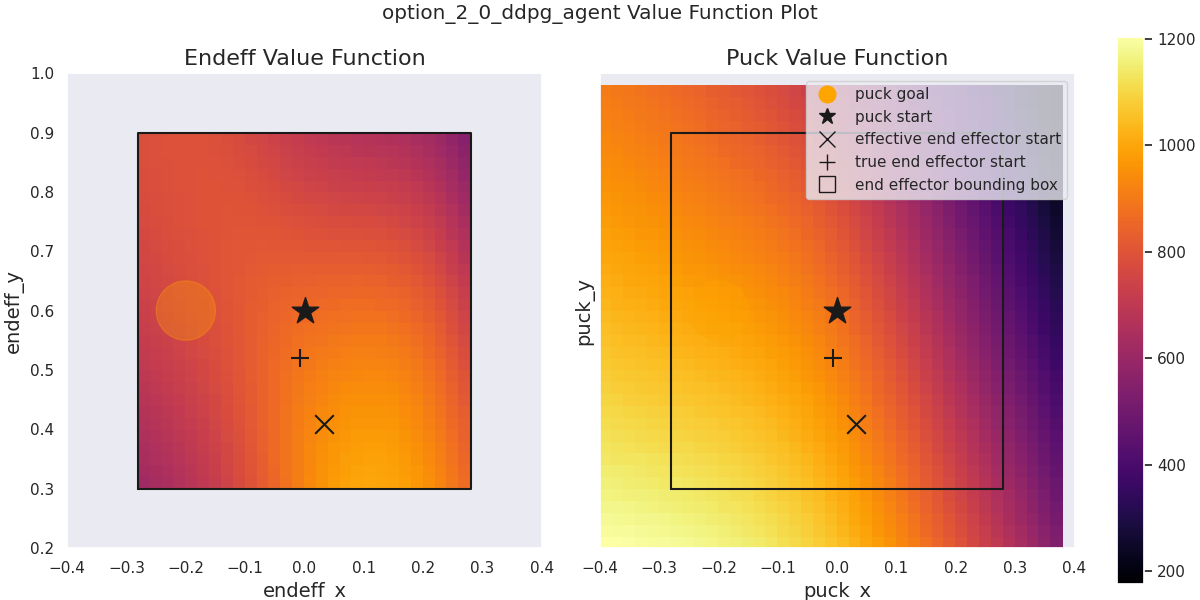 option_2_0_ddpg_agent Value Function Plot
Endeff Value Function
Puck Value Function
1.0
0.9
0.8
0.7
0.6
0.5
0.4
0.3
0.2
endeff_y
−0.4 −0.3 −0.2 −0.1 0.0 0.1 0.2 0.3 0.4
endeff_x
puck goal
puck start
effective end effector start
true end effector start
end effector bounding box
puck_y
−0.4 −0.3 −0.2 −0.1 0.0 0.1 0.2 0.3 0.4
puck_x
1200
1000
800
600
400
200